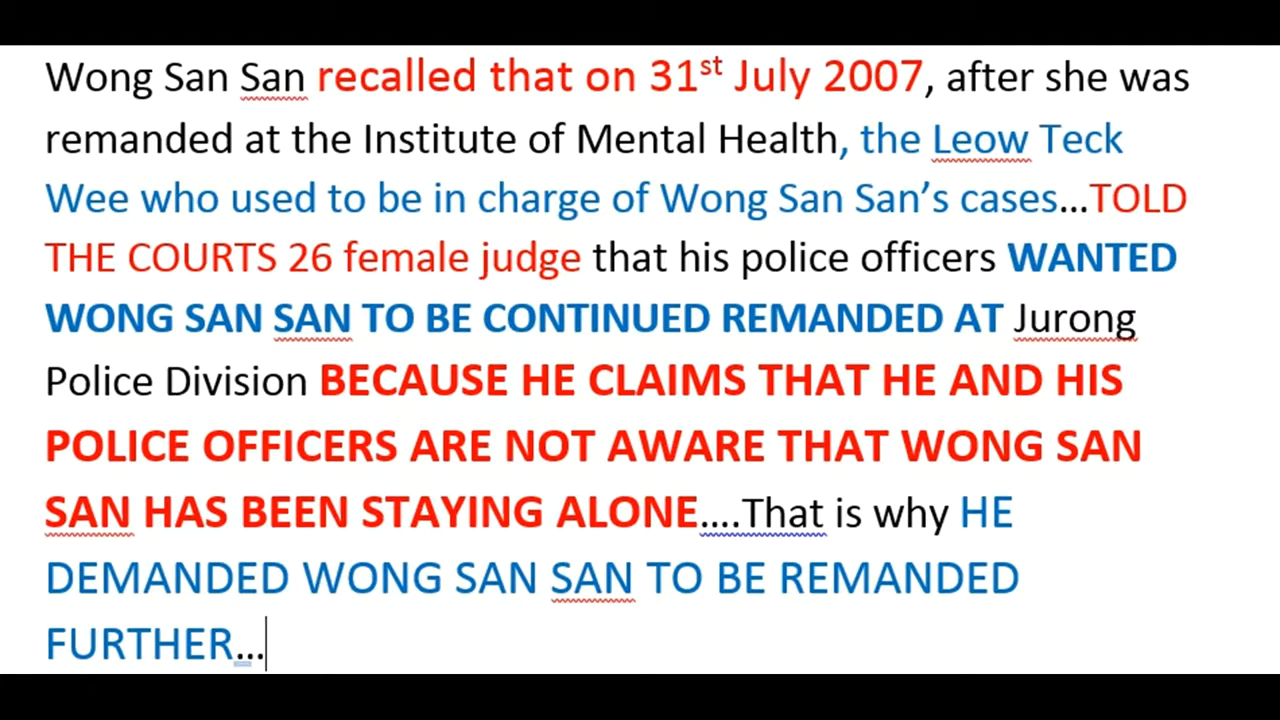 Wong San San recalled that on 31st July 2007, after she was
remanded at the Institute of Mental Health, the Leow Teck
Wee who used to be in charge of Wong San San’s cases...TOLD
THE COURTS 26 female judge that his police officers WANTED
WONG SAN SAN TO BE CONTINUED REMANDED AT Jurong
Police Division BECAUSE HE CLAIMS THAT HE AND HIS
POLICE OFFICERS ARE NOT AWARE THAT WONG SAN
SAN HAS BEEN STAYING ALONE....That is why HE
DEMANDED WONG SAN SAN TO BE REMANDED
FURTHER...